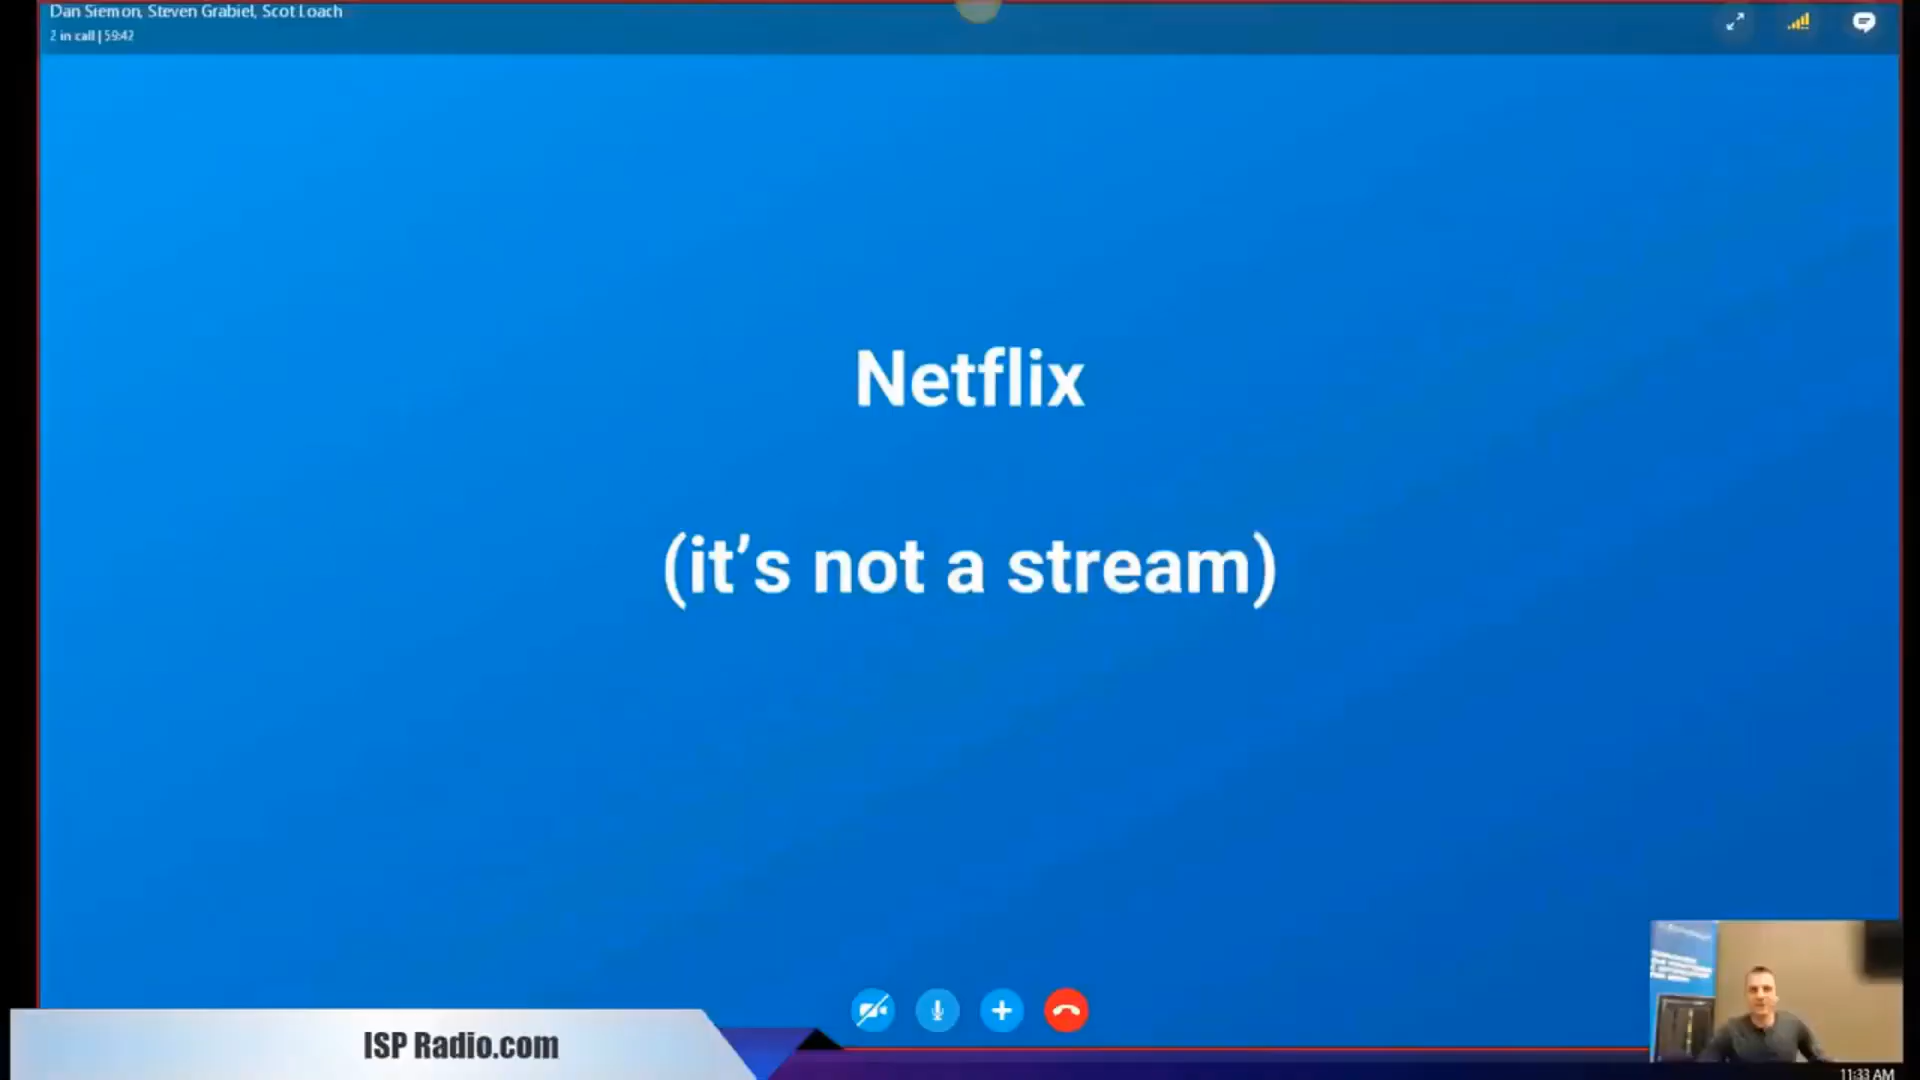 Dan Siemon, Steven Grabiel, Scot Loach
2 in call | 59:42
Netflix
(it's not a stream)
ISP Radio.com
11:33 AM